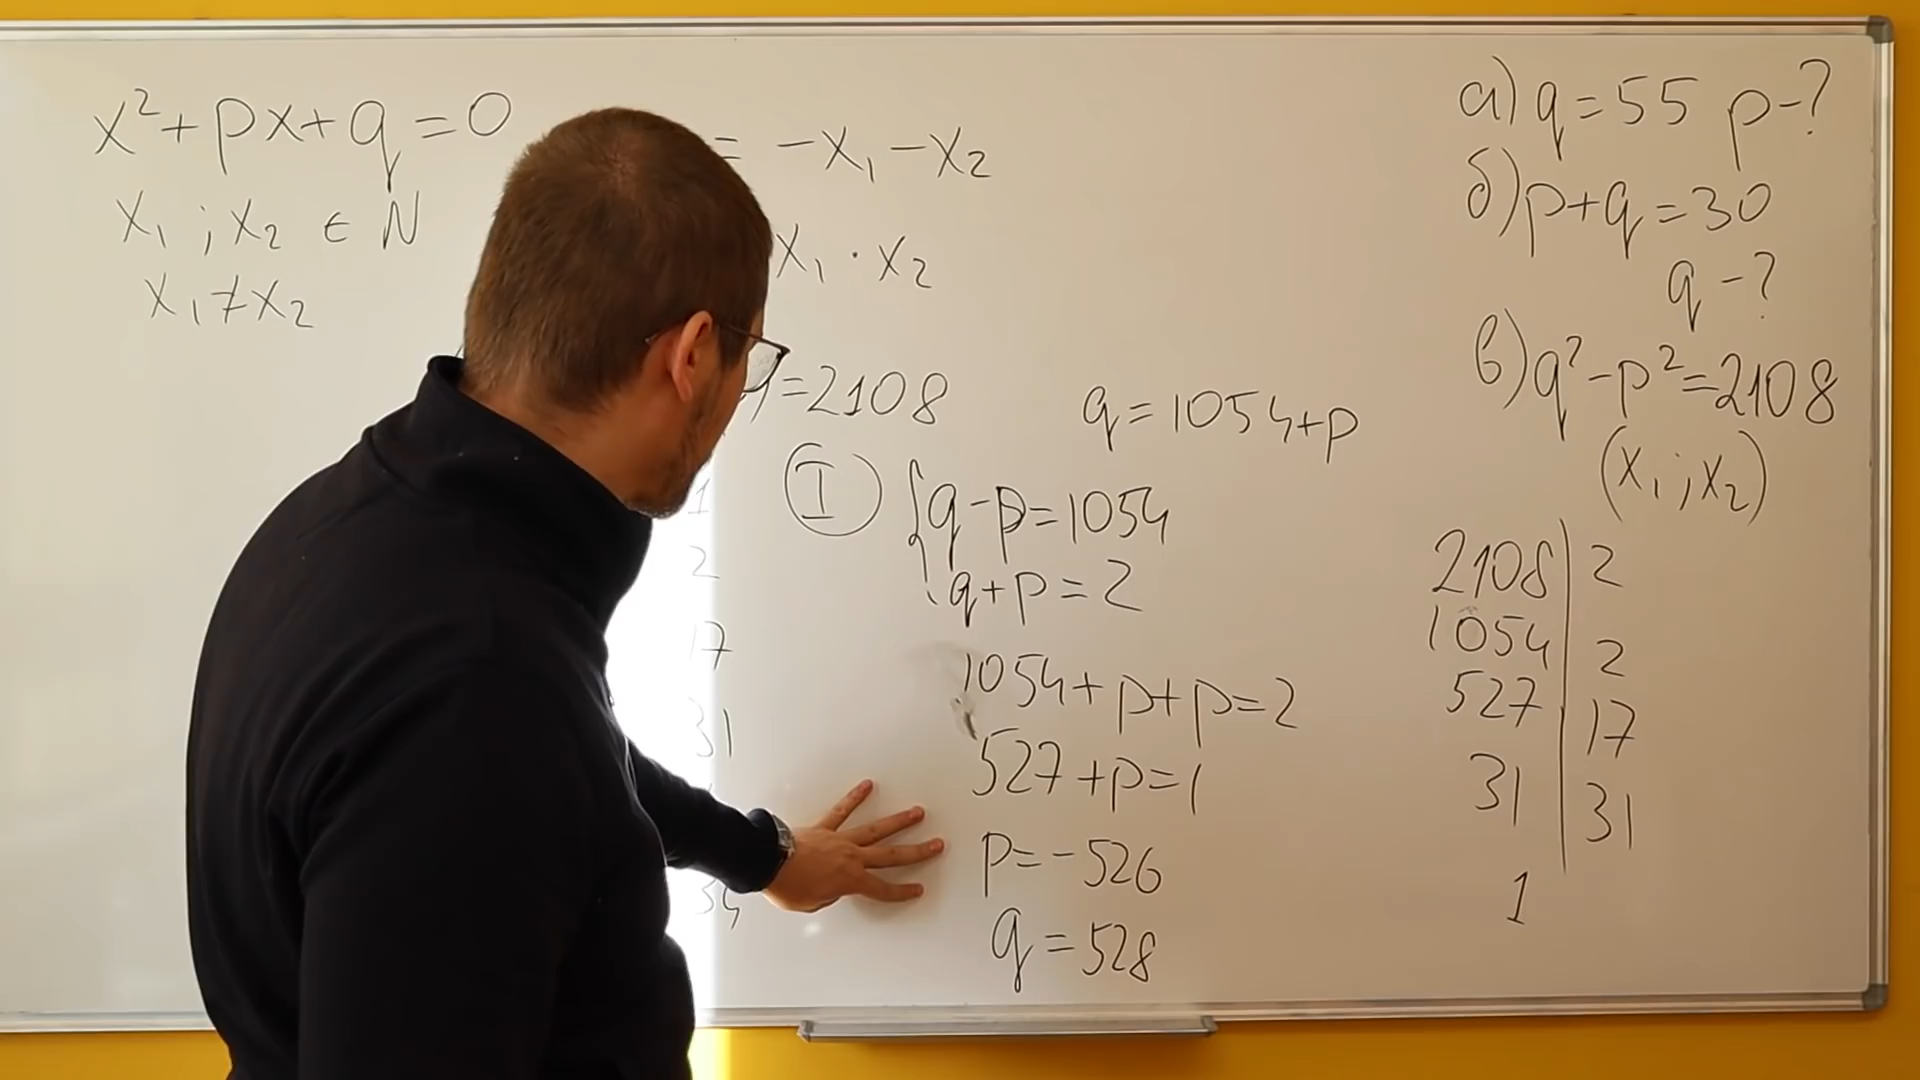 x² + px + q = 0
x₁ ; x₂ ∈ N
x₁ ≠ x₂
= -x₁ - x₂
x₁ · x₂
) = 2108
1
2
17
31
34
q = 1054 + p
I
{ q - p = 1054
q + p = 2
1054 + p + p = 2
527 + p = 1
p = -526
q = 528
а) q = 55 p - ?
б) p + q = 30
q - ?
в) q² - p² = 2108
(x₁ ; x₂)
2108 | 2
1054 | 2
527 | 17
31 | 31
1